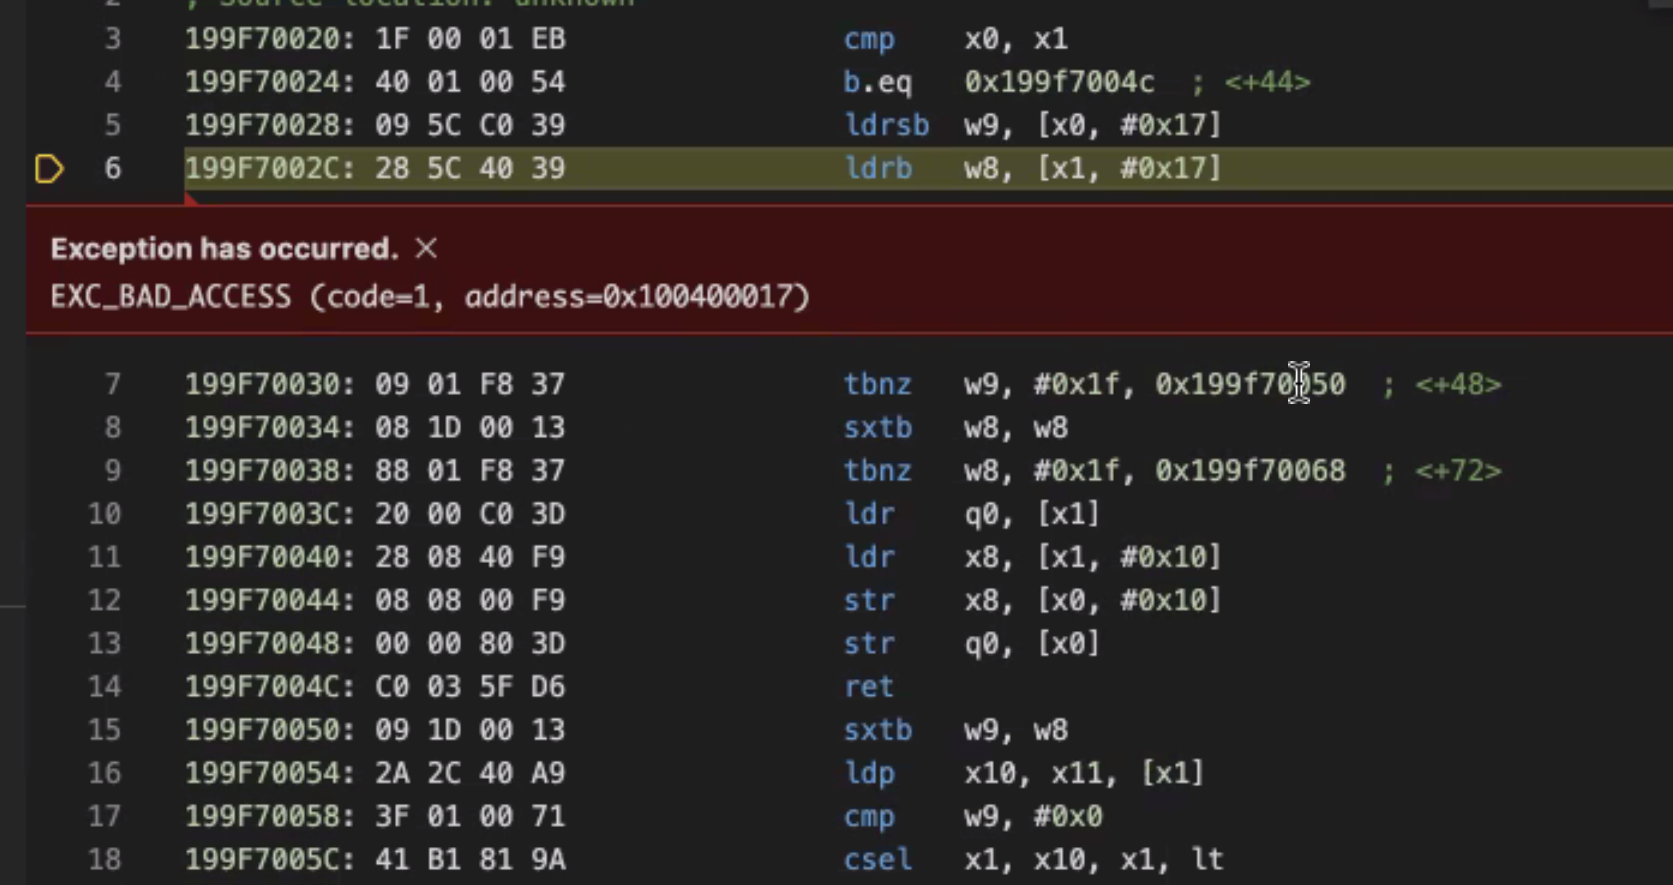 2 ; Source location: unknown
3 199F70020: 1F 00 01 EB cmp x0, x1
4 199F70024: 40 01 00 54 b.eq 0x199f7004c ; <+44>
5 199F70028: 09 5C C0 39 ldrsb w9, [x0, #0x17]
6 199F7002C: 28 5C 40 39 ldrb w8, [x1, #0x17]
Exception has occurred. ×
EXC_BAD_ACCESS (code=1, address=0x100400017)
7 199F70030: 09 01 F8 37 tbnz w9, #0x1f, 0x199f70050 ; <+48>
8 199F70034: 08 1D 00 13 sxtb w8, w8
9 199F70038: 88 01 F8 37 tbnz w8, #0x1f, 0x199f70068 ; <+72>
10 199F7003C: 20 00 C0 3D ldr q0, [x1]
11 199F70040: 28 08 40 F9 ldr x8, [x1, #0x10]
12 199F70044: 08 08 00 F9 str x8, [x0, #0x10]
13 199F70048: 00 00 80 3D str q0, [x0]
14 199F7004C: C0 03 5F D6 ret
15 199F70050: 09 1D 00 13 sxtb w9, w8
16 199F70054: 2A 2C 40 A9 ldp x10, x11, [x1]
17 199F70058: 3F 01 00 71 cmp w9, #0x0
18 199F7005C: 41 B1 81 9A csel x1, x10, x1, lt